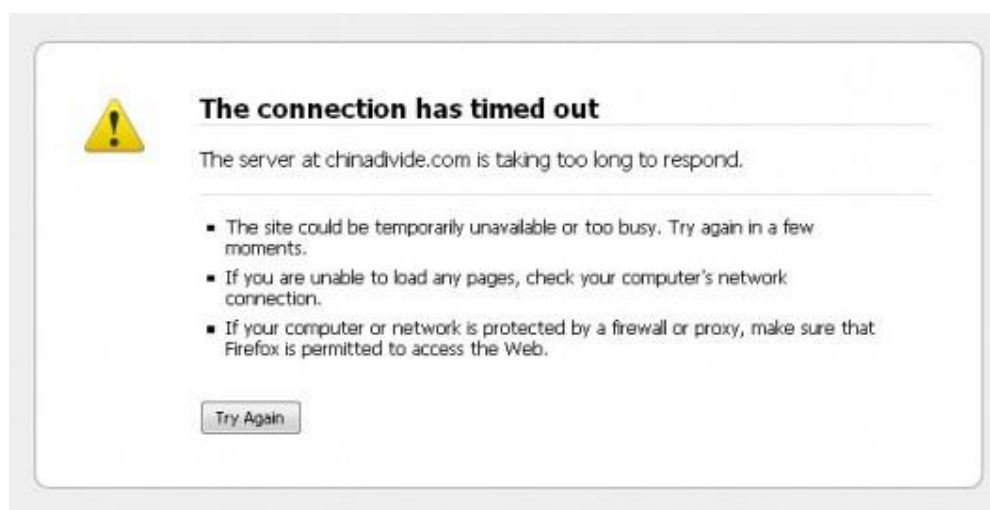 The connection has timed out
The server at chinadivide.com is taking too long to respond.
The site could be temporarily unavailable or too busy. Try again in a few
moments.
If you are unable to load any pages, check your computer's network
connection.
If your computer or network is protected by a firewall or proxy, make sure that
Firefox is permitted to access the Web.
Try Again